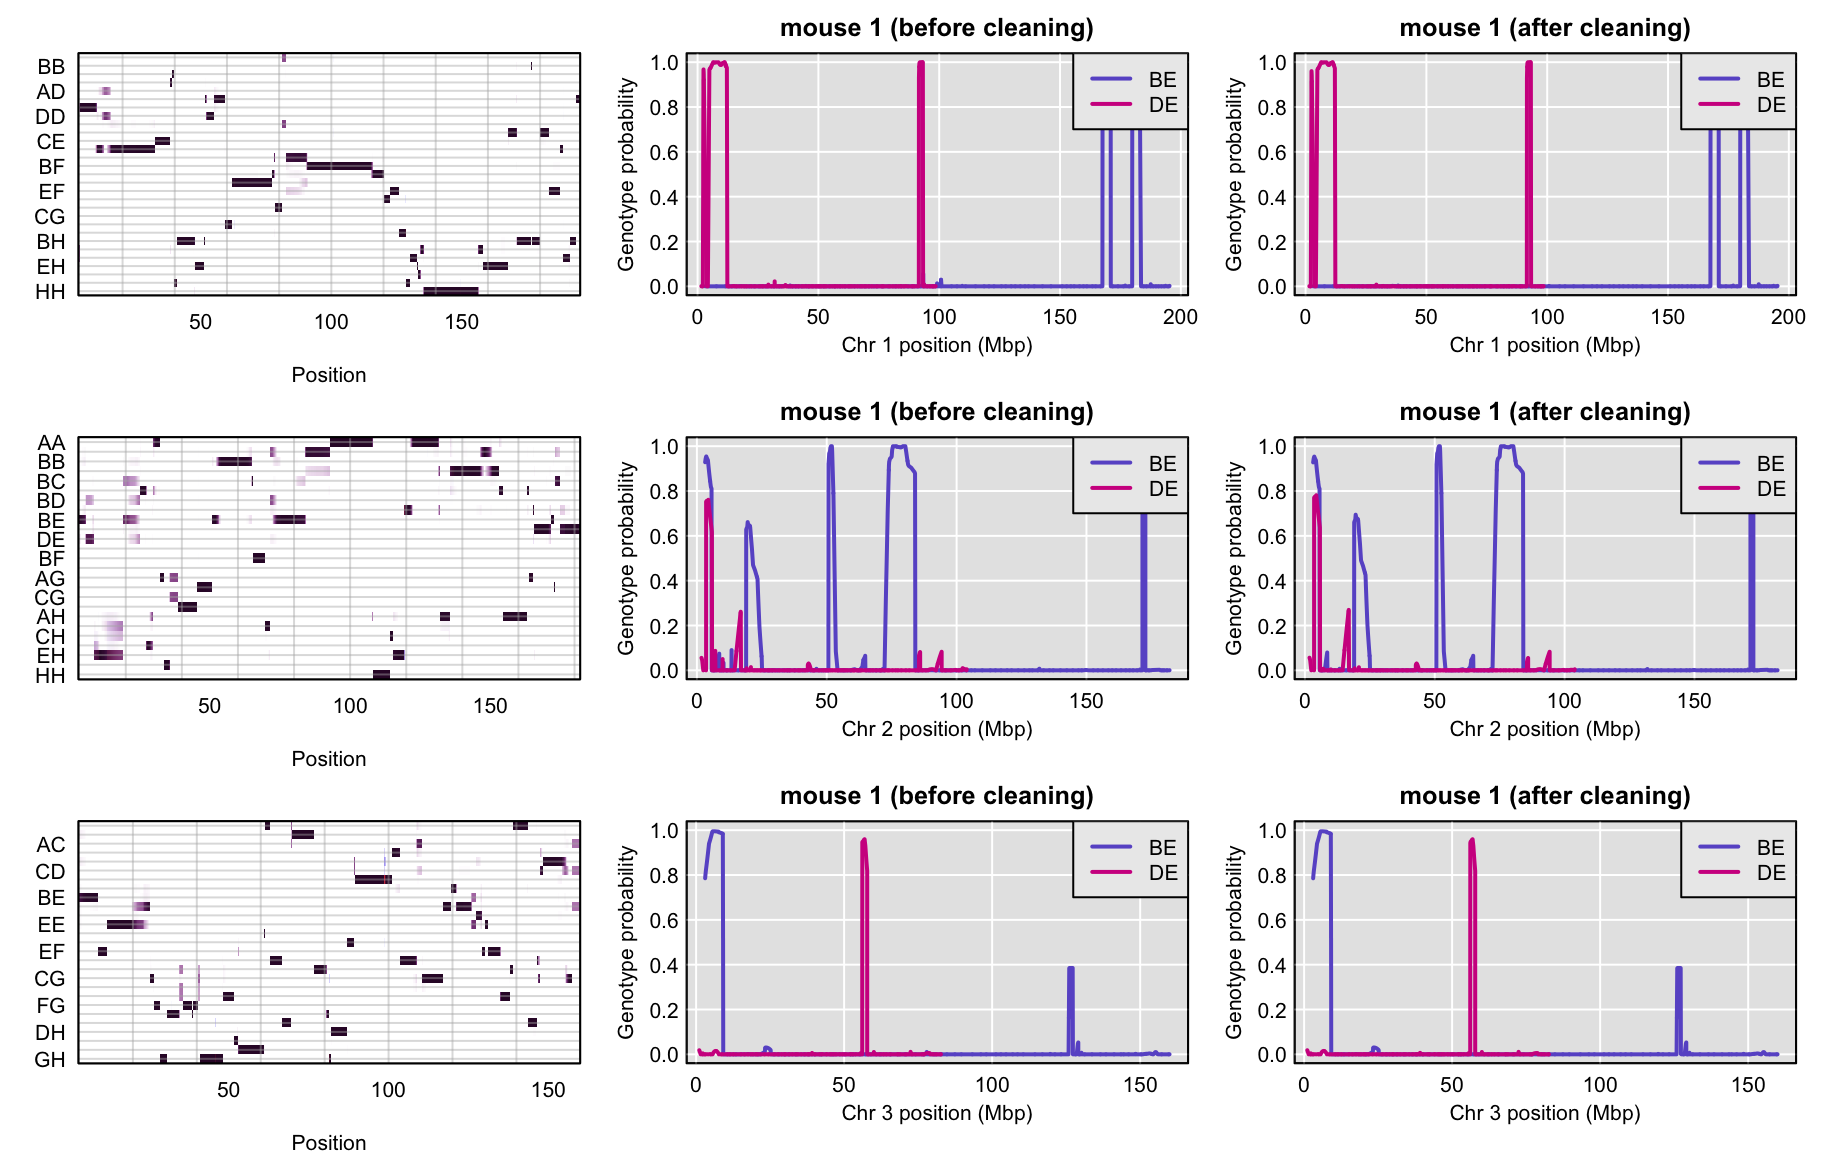 BB
AD
DD
CE
BF
EF
CG
BH
EH
HH
50 100 150
Position
mouse 1 (before cleaning)
Genotype probability
1.0
0.8
0.6
0.4
0.2
0.0
BE
DE
0 50 100 150 200
Chr 1 position (Mbp)
mouse 1 (after cleaning)
Genotype probability
1.0
0.8
0.6
0.4
0.2
0.0
BE
DE
0 50 100 150 200
Chr 1 position (Mbp)
AA
BB
BC
BD
BE
DE
BF
AG
CG
AH
CH
EH
HH
50 100 150
Position
mouse 1 (before cleaning)
Genotype probability
1.0
0.8
0.6
0.4
0.2
0.0
BE
DE
0 50 100 150
Chr 2 position (Mbp)
mouse 1 (after cleaning)
Genotype probability
1.0
0.8
0.6
0.4
0.2
0.0
BE
DE
0 50 100 150
Chr 2 position (Mbp)
AC
CD
BE
EE
EF
CG
FG
DH
GH
50 100 150
Position
mouse 1 (before cleaning)
Genotype probability
1.0
0.8
0.6
0.4
0.2
0.0
BE
DE
0 50 100 150
Chr 3 position (Mbp)
mouse 1 (after cleaning)
Genotype probability
1.0
0.8
0.6
0.4
0.2
0.0
BE
DE
0 50 100 150
Chr 3 position (Mbp)